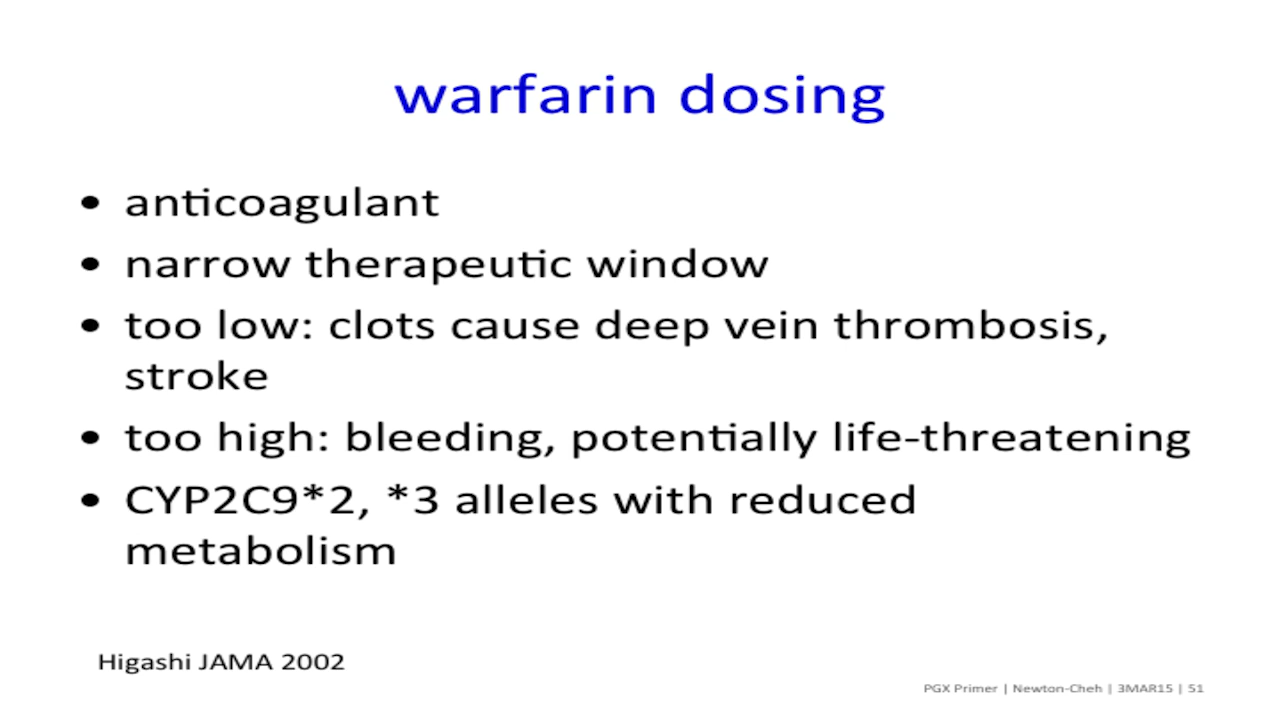 warfarin dosing
• anticoagulant
• narrow therapeutic window
• too low: clots cause deep vein thrombosis,
stroke
• too high: bleeding, potentially life-threatening
• CYP2C9*2, *3 alleles with reduced
metabolism
Higashi JAMA 2002
PGX Primer | Newton-Cheh | 3MAR15 | 51